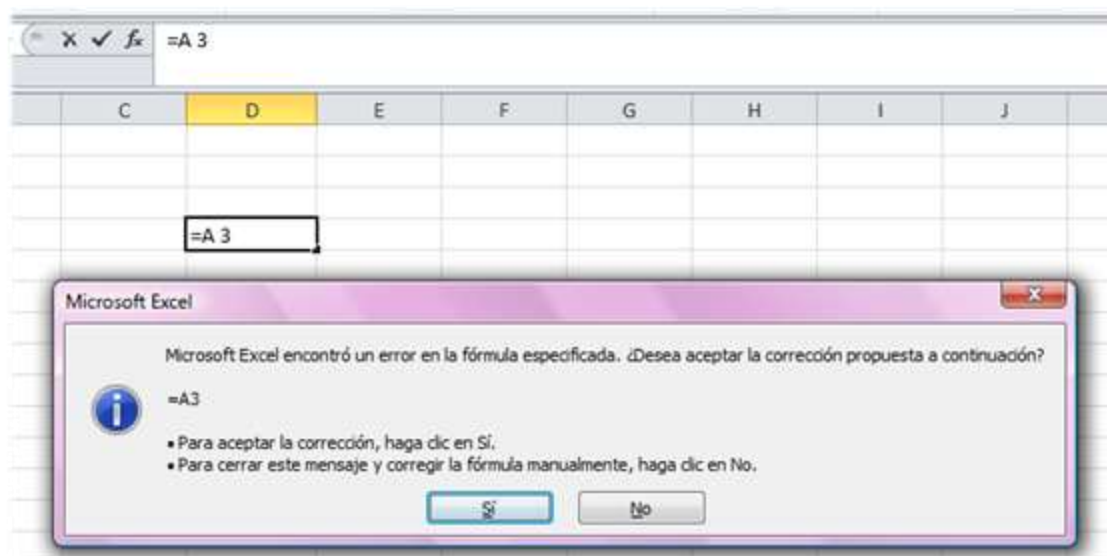 fx =A 3
C D E F G H I J
=A 3
Microsoft Excel
Microsoft Excel encontró un error en la fórmula especificada. ¿Desea aceptar la corrección propuesta a continuación?
=A3
• Para aceptar la corrección, haga clic en Sí.
• Para cerrar este mensaje y corregir la fórmula manualmente, haga clic en No.
Sí No